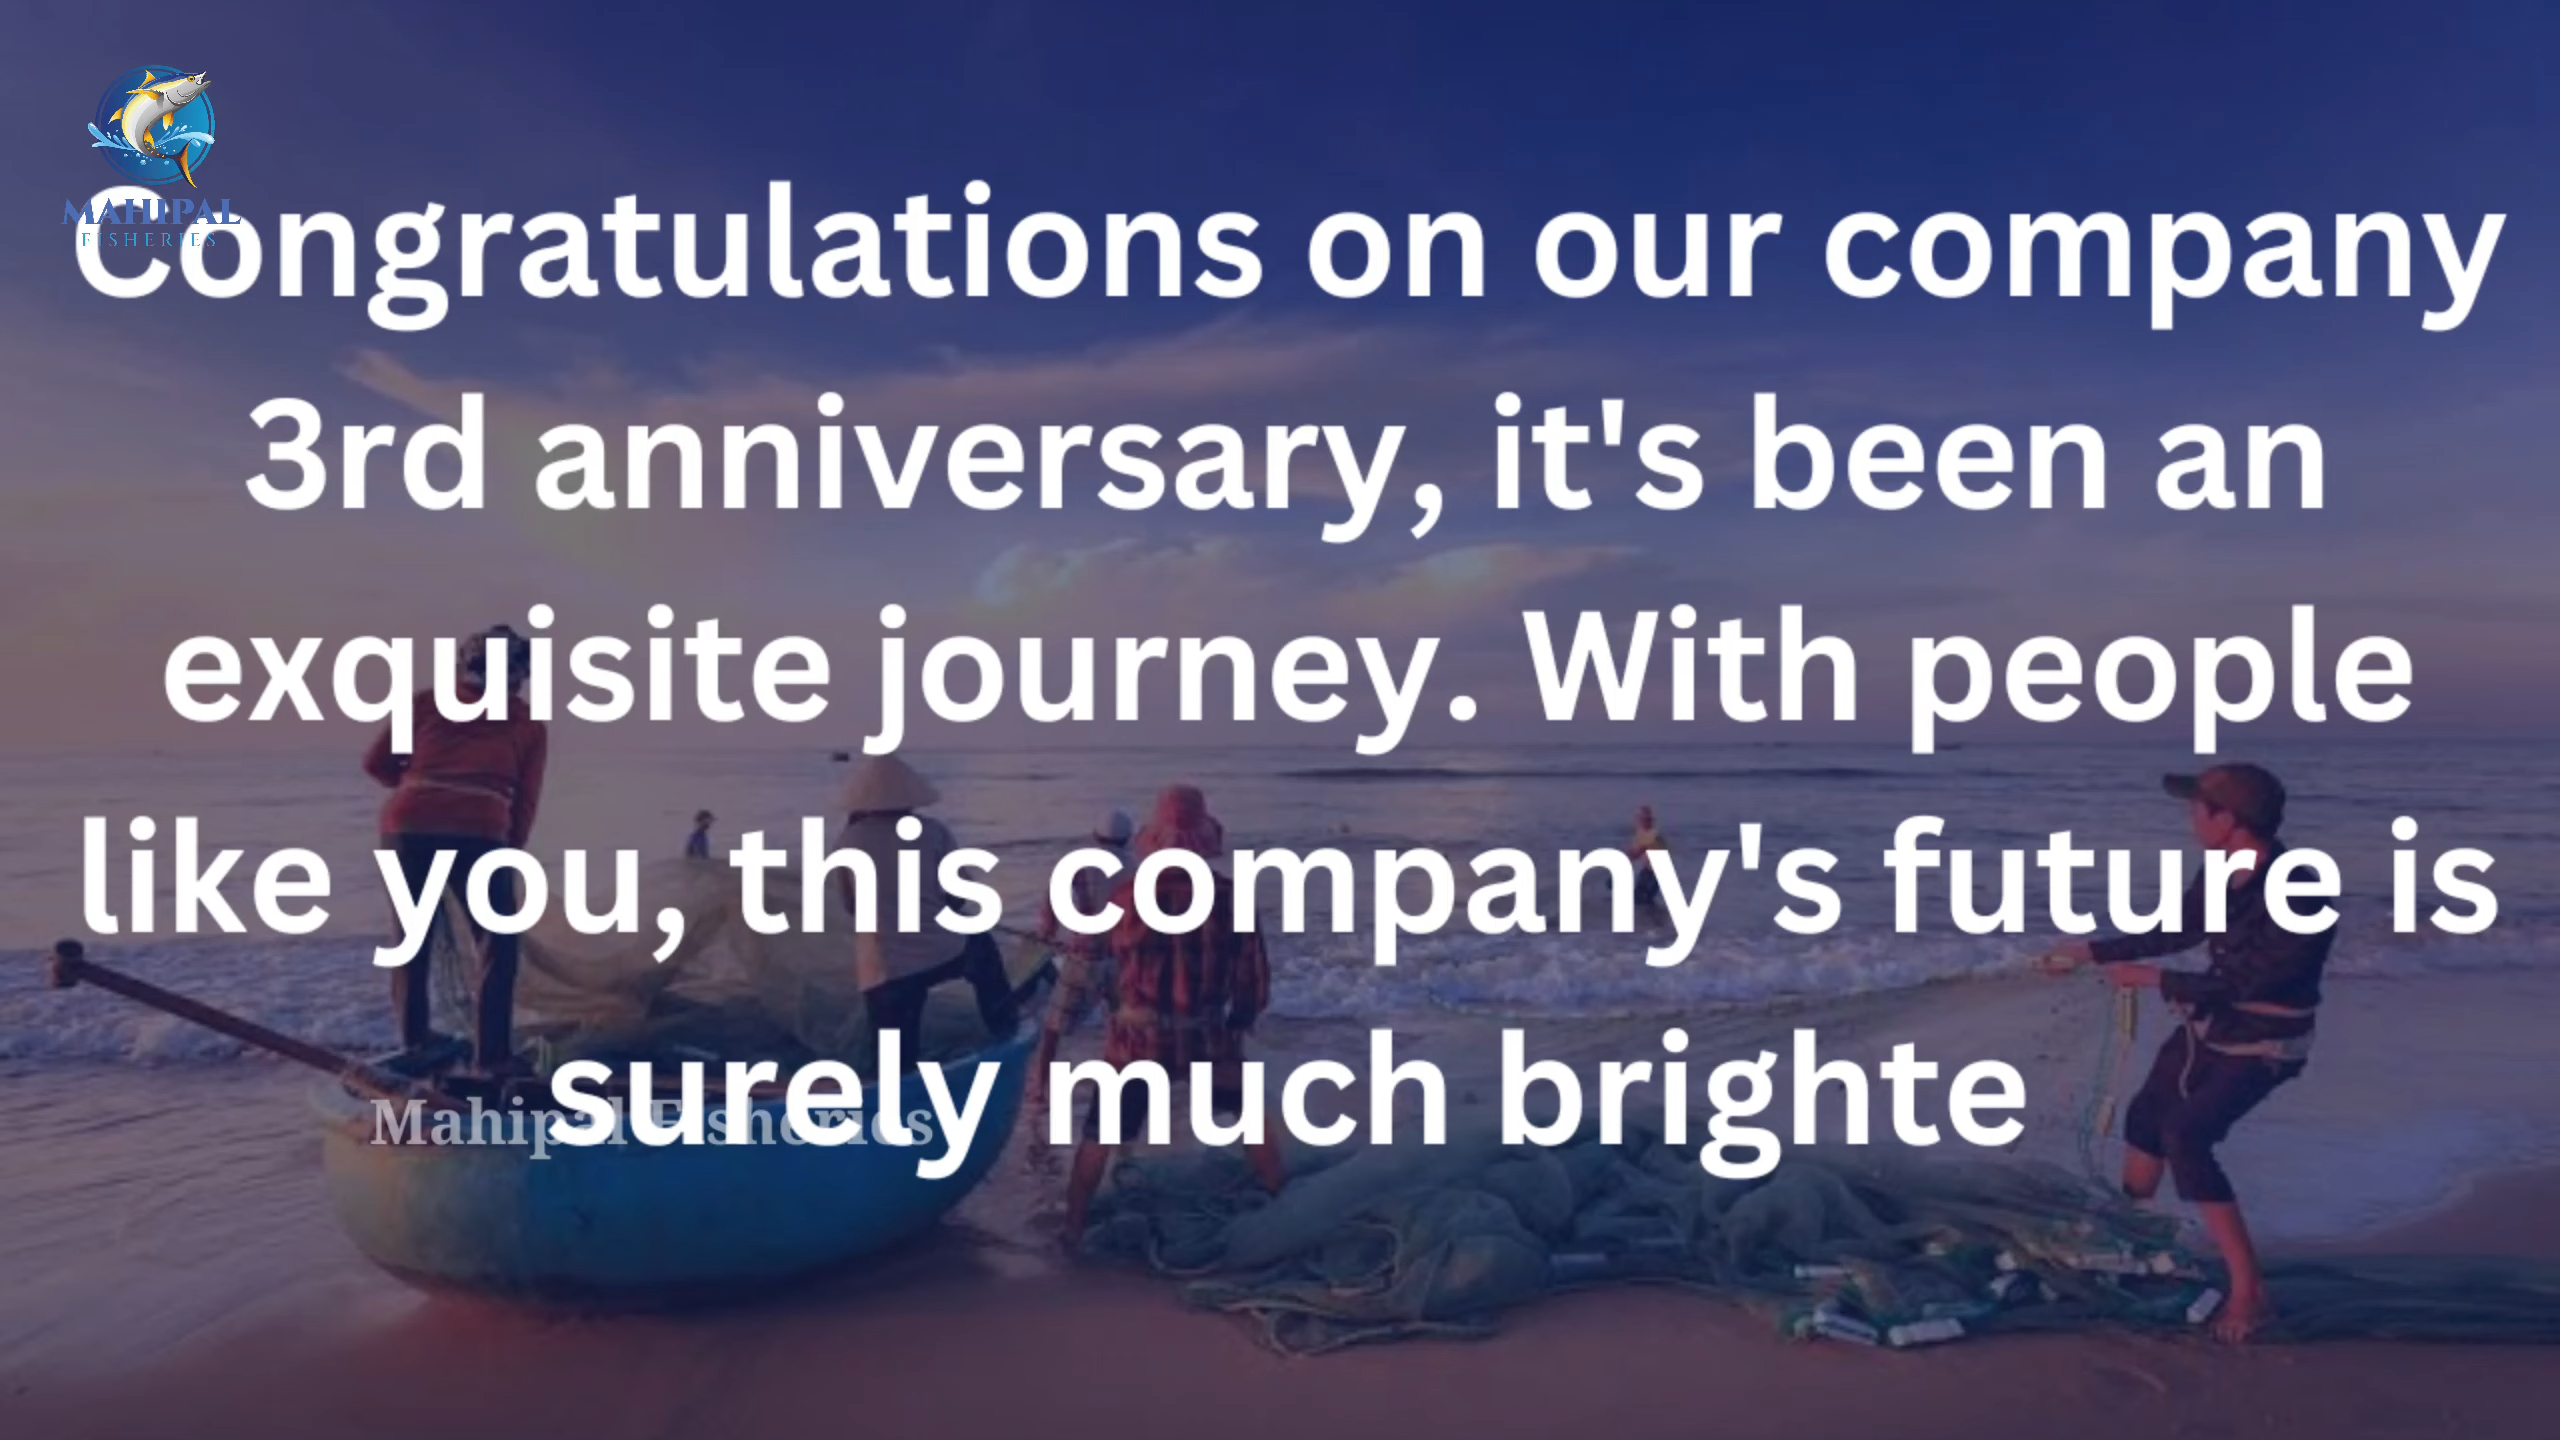 MAHIPAL
FISHERIES
Congratulations on our company
3rd anniversary, it's been an
exquisite journey. With people
like you, this company's future is
surely much brighte
Mahipal Fisheries